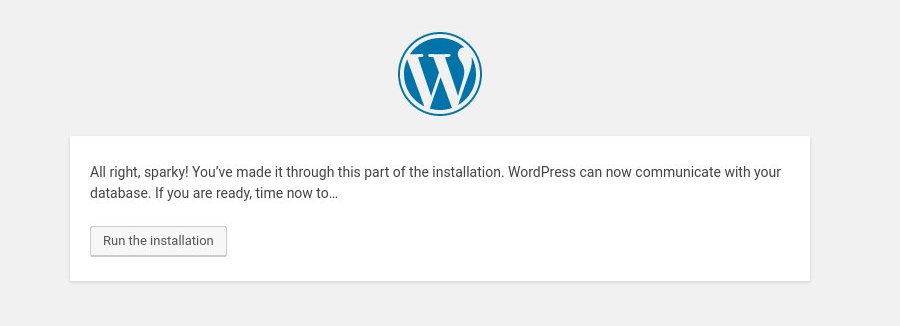 All right, sparky! You’ve made it through this part of the installation. WordPress can now communicate with your
database. If you are ready, time now to…
Run the installation